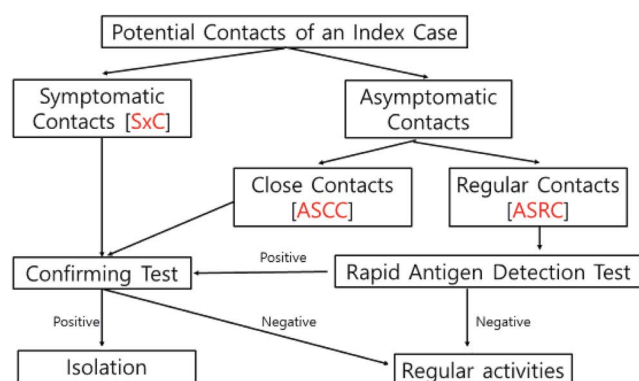 Potential Contacts of an Index Case
Symptomatic
Contacts [SxC]
Asymptomatic
Contacts
Close Contacts
[ASCC]
Regular Contacts
[ASRC]
Confirming Test
Positive
Rapid Antigen Detection Test
Positive
Negative
Negative
Isolation
Regular activities